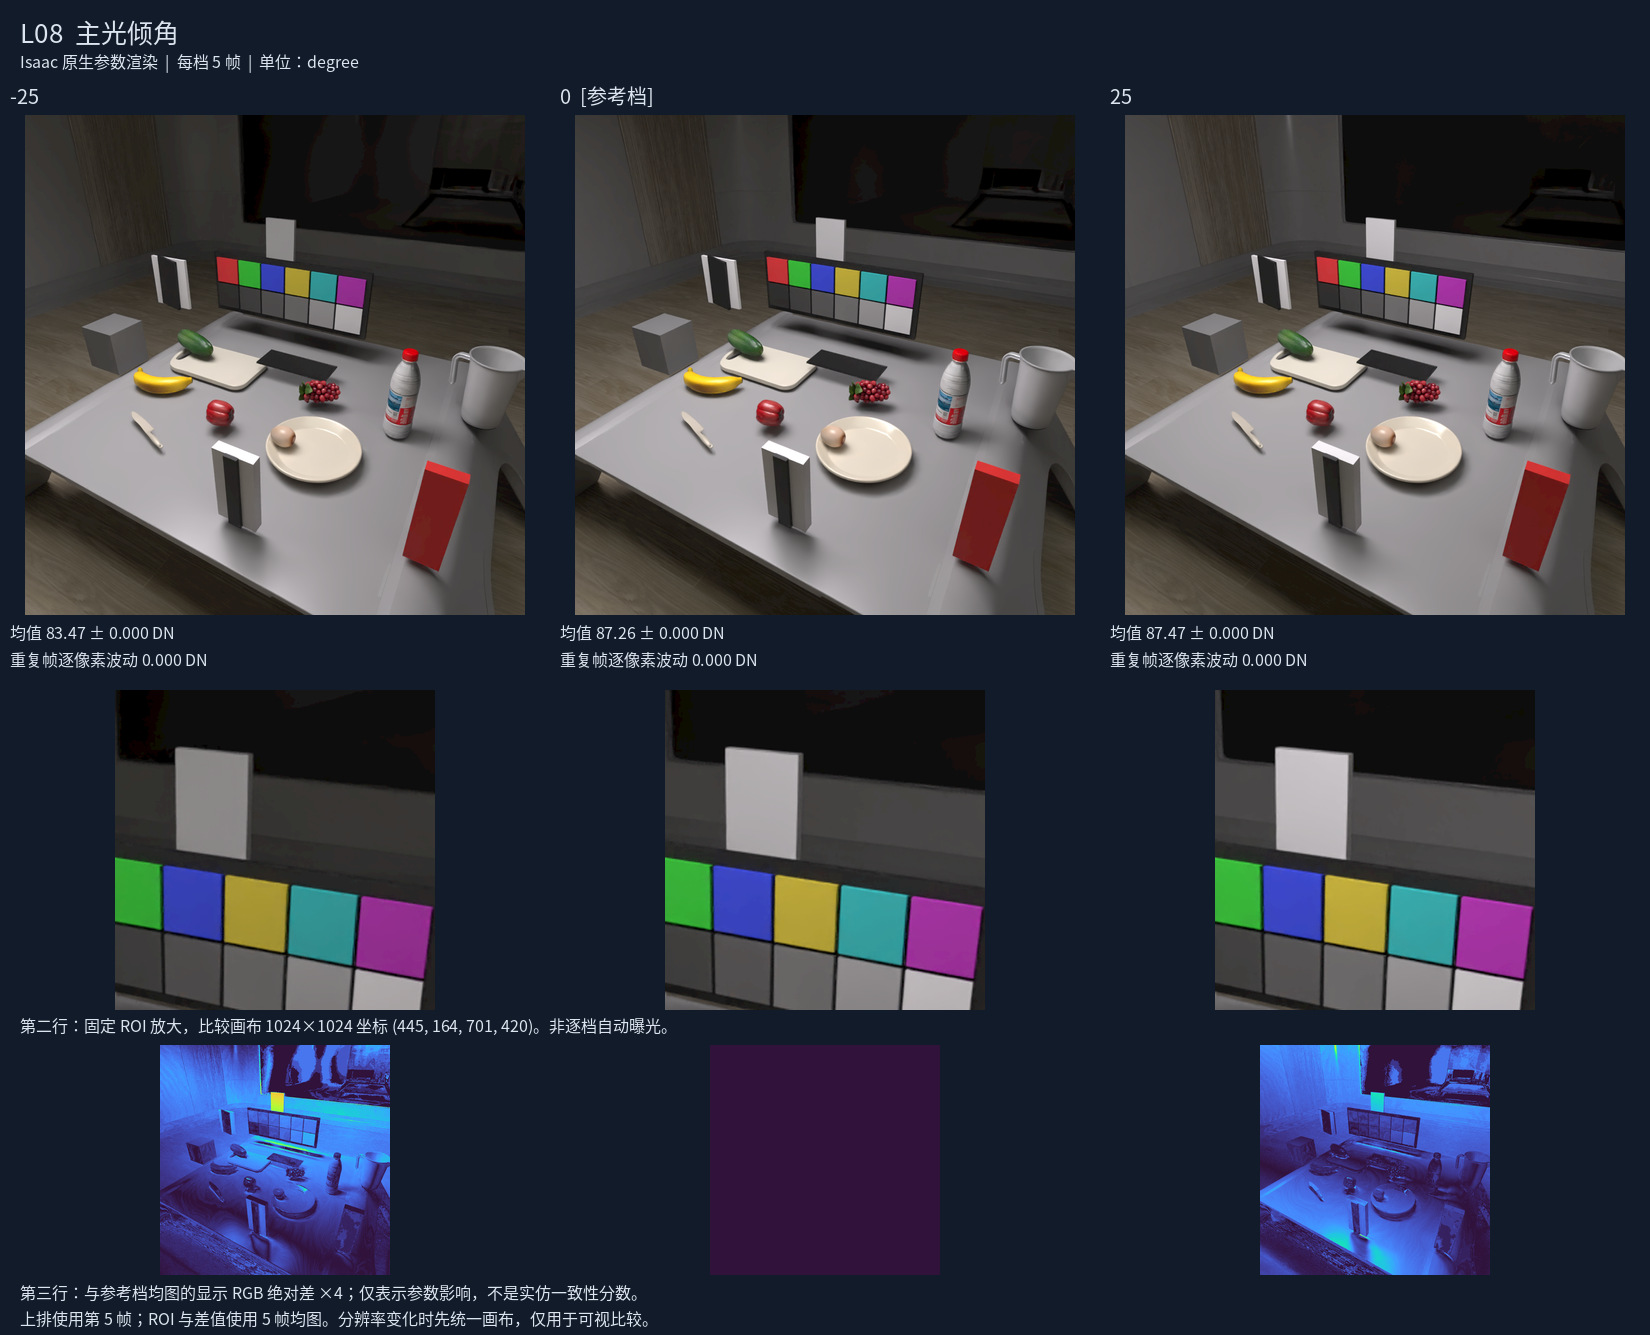 L08 主光倾角
Isaac 原生参数渲染 | 每档 5 帧 | 单位：degree
-25
0 [参考档]
25
均值 83.47 ± 0.000 DN
重复帧逐像素波动 0.000 DN
均值 87.26 ± 0.000 DN
重复帧逐像素波动 0.000 DN
均值 87.47 ± 0.000 DN
重复帧逐像素波动 0.000 DN
第二行：固定 ROI 放大，比较画布 1024×1024 坐标 (445, 164, 701, 420)。非逐档自动曝光。
第三行：与参考档均图的显示 RGB 绝对差 ×4；仅表示参数影响，不是实仿一致性分数。
上排使用第 5 帧；ROI 与差值使用 5 帧均图。分辨率变化时先统一画布，仅用于可视比较。